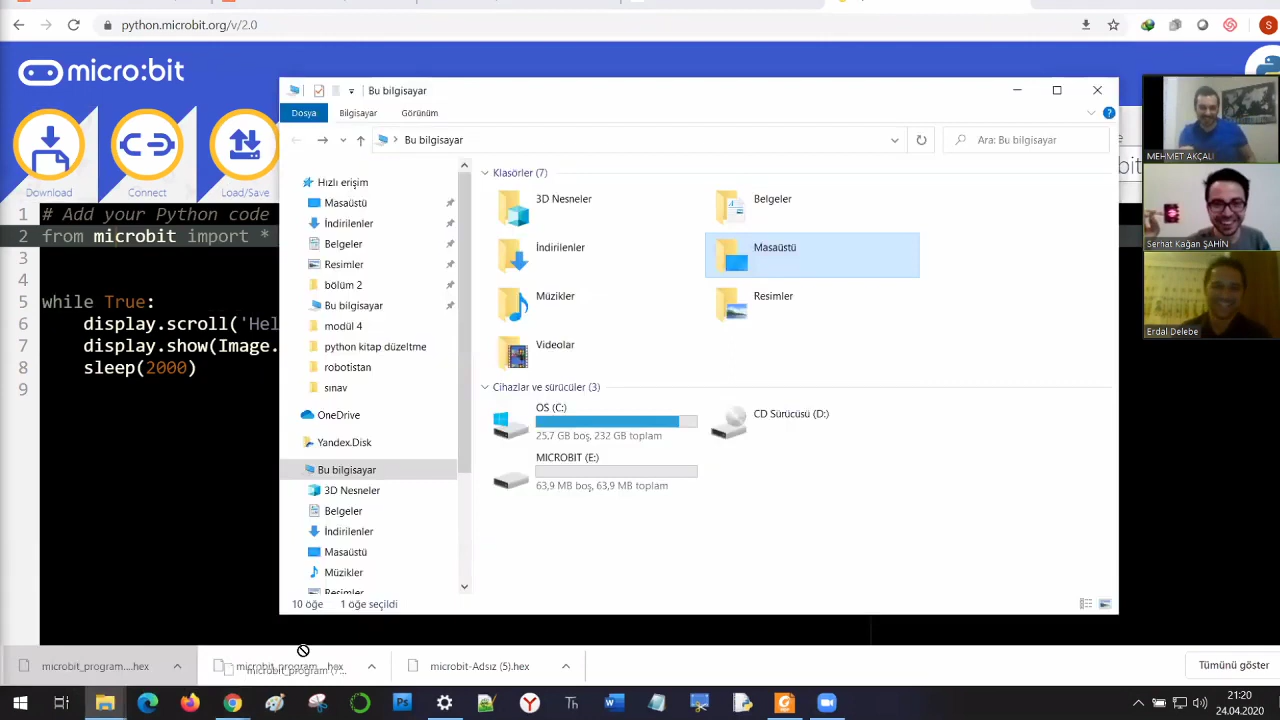 python.microbit.org/v/2.0
S
micro:bit
Download
Connect
Load/Save
1 # Add your Python code
2 from microbit import *
3
4
5 while True:
6 display.scroll('Hel
7 display.show(Image.
8 sleep(2000)
9
Bu bilgisayar
Dosya
Bilgisayar
Görünüm
Bu bilgisayar
Ara: Bu bilgisayar
Hızlı erişim
Masaüstü
İndirilenler
Belgeler
Resimler
bölüm 2
Bu bilgisayar
modül 4
python kitap düzeltme
robotistan
sınav
OneDrive
Yandex.Disk
Bu bilgisayar
3D Nesneler
Belgeler
İndirilenler
Masaüstü
Müzikler
Resimler
Klasörler (7)
3D Nesneler
Belgeler
İndirilenler
Masaüstü
Müzikler
Resimler
Videolar
Cihazlar ve sürücüler (3)
OS (C:)
25,7 GB boş, 232 GB toplam
CD Sürücüsü (D:)
MICROBIT (E:)
63,9 MB boş, 63,9 MB toplam
10 öğe
1 öğe seçildi
MEHMET AKÇALI
Serhat Kağan ŞAHİN
Erdal Delebe
bit
microbit_program....hex
microbit_program....hex
microbit-Adsız (5).hex
Tümünü göster
21:20
24.04.2020